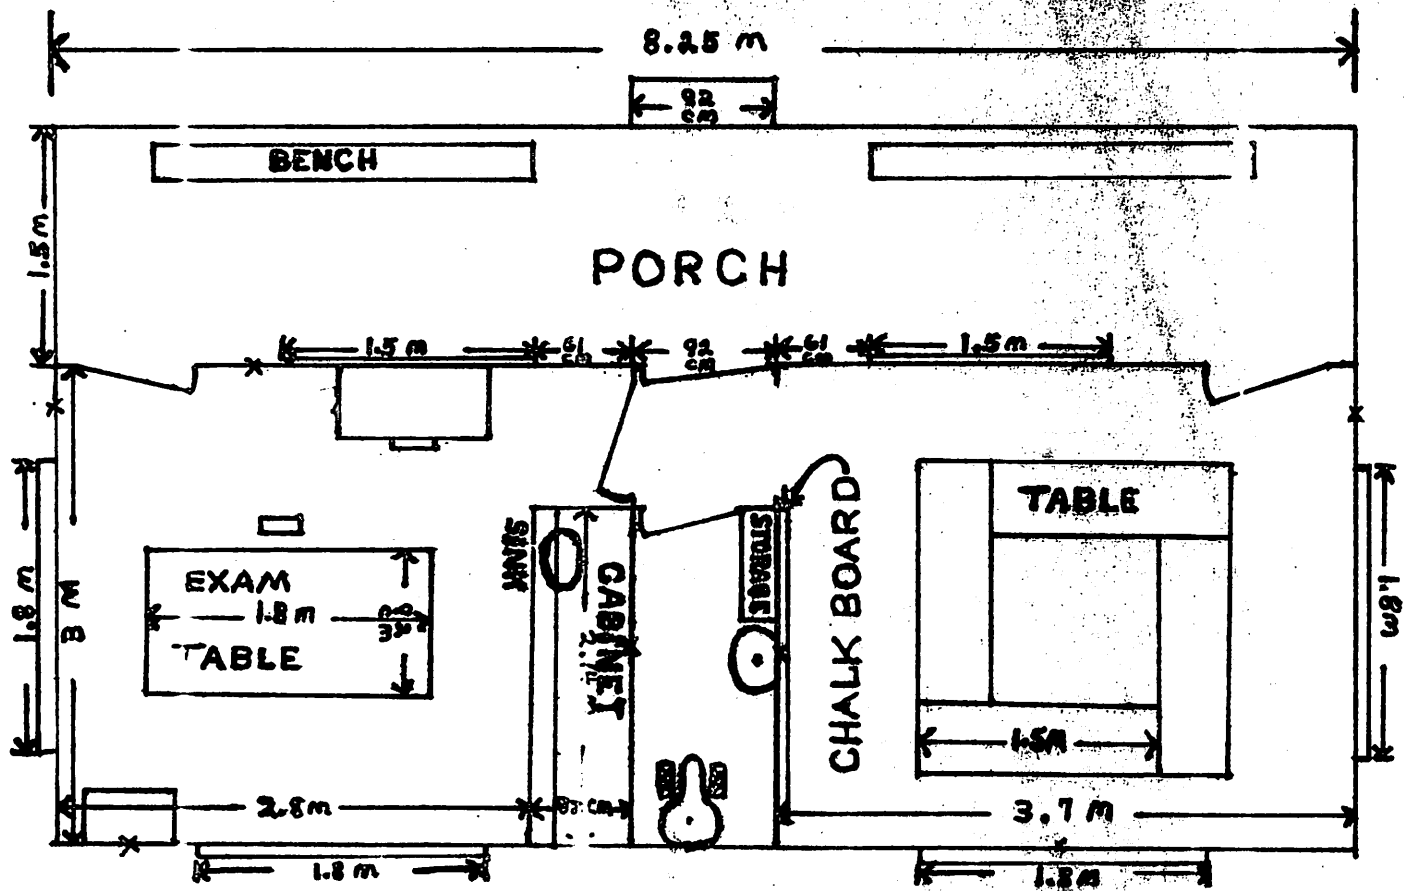 8.25 m
92
cm
BENCH
1.5 m
PORCH
1.5 m
61
cm
92
cm
61
cm
1.5 m
TABLE
SINK
STORAGE
CABINET
CHALK BOARD
EXAM
1.8 m
TABLE
1.8 m
3 M
1.8 m
1.5 M
2.8 m
cm
3.7 m
1.8 m
1.8 m